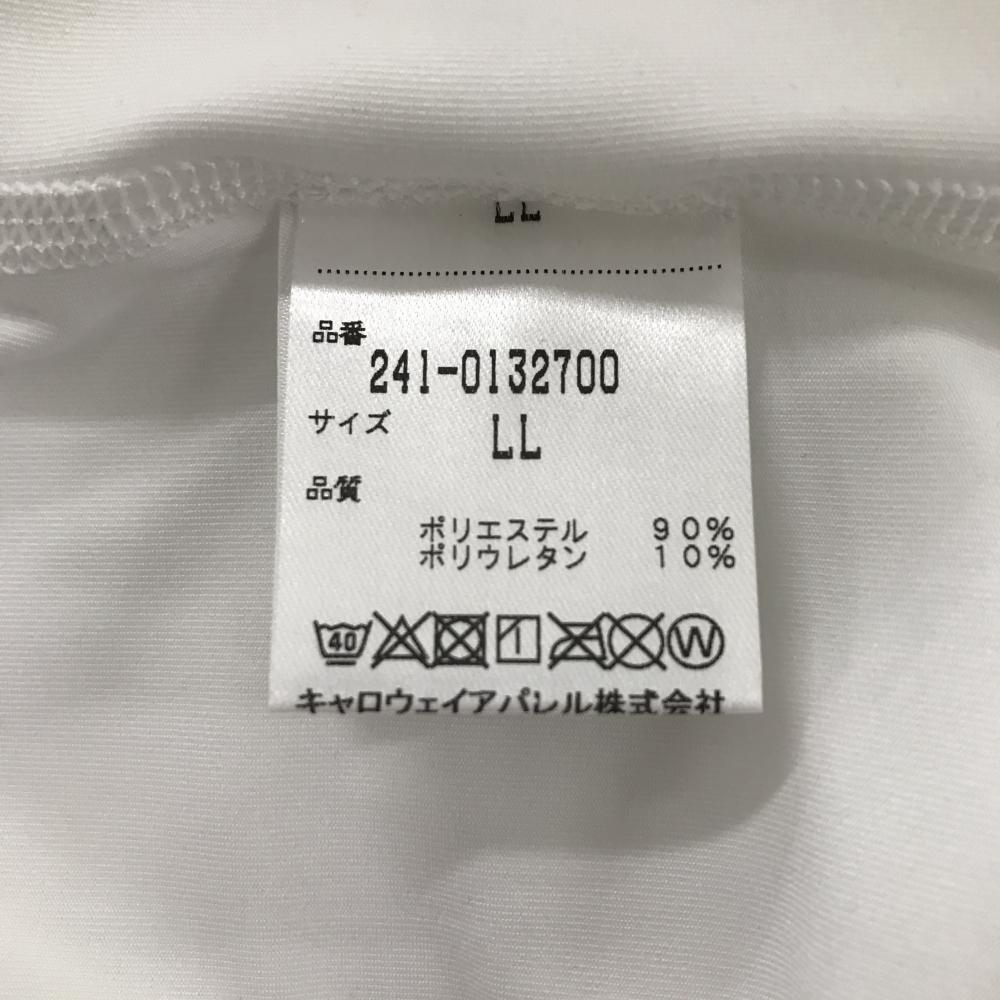 LL
品番
241-0132700
サイズ
LL
品質
ポリエステル 90%
ポリウレタン 10%
40
W
キャロウェイアパレル株式会社